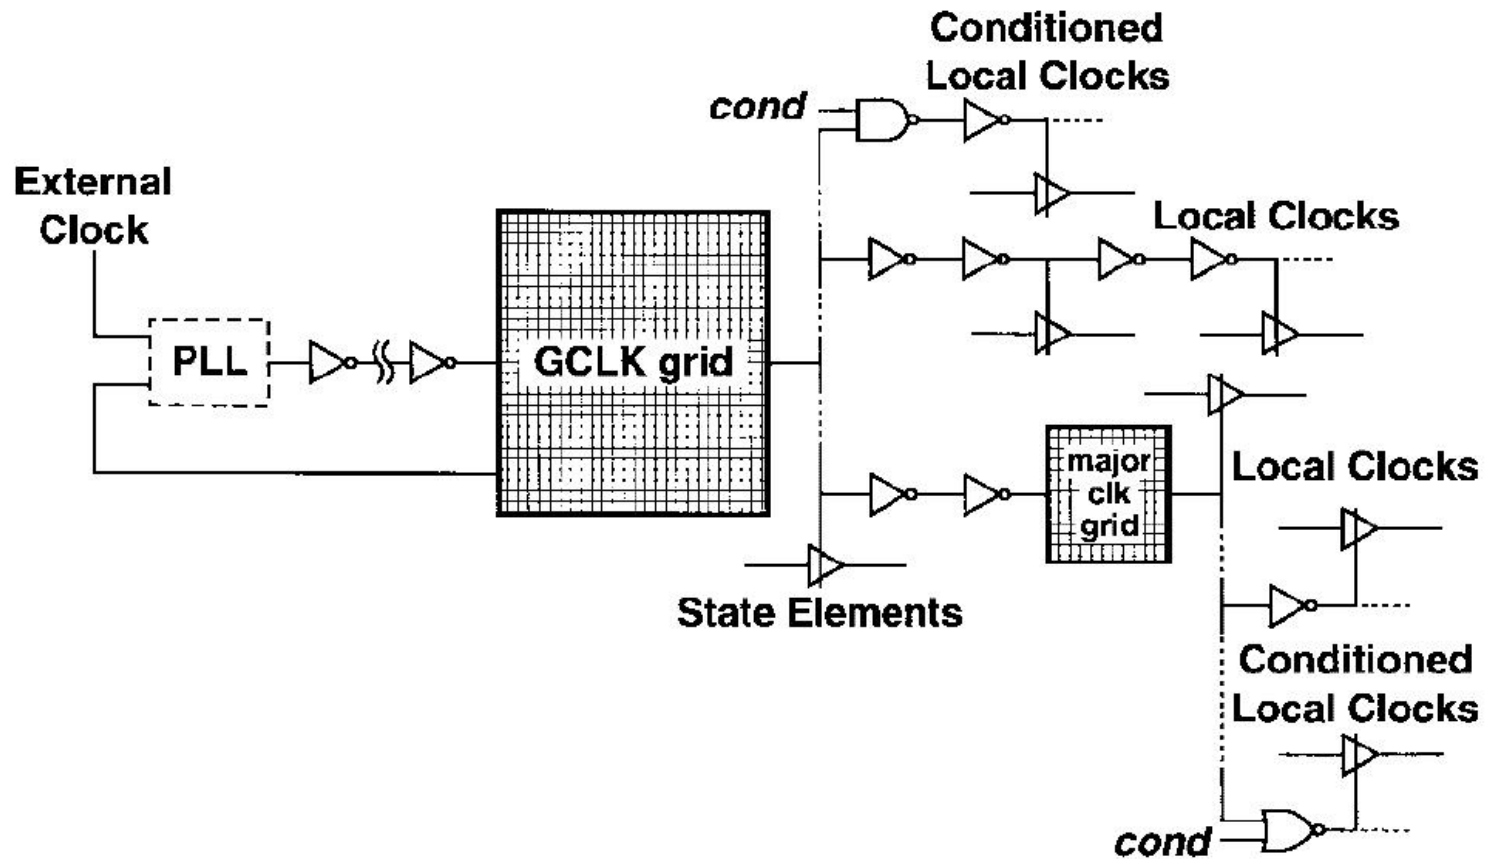 Conditioned
Local Clocks
cond
External
Clock
Local Clocks
PLL
GCLK grid
major
clk
grid
Local Clocks
State Elements
Conditioned
Local Clocks
cond